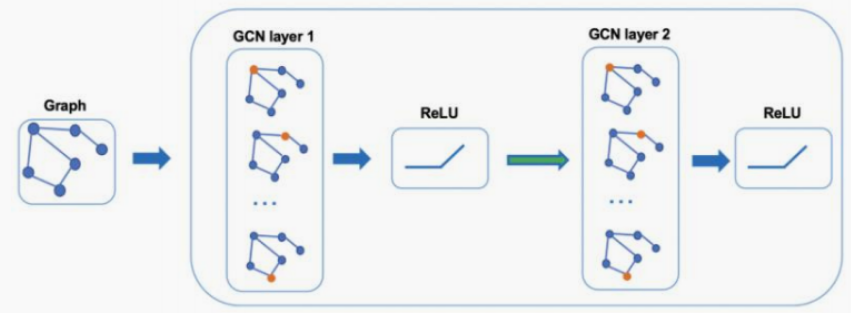 Graph
GCN layer 1
ReLU
GCN layer 2
ReLU
...
...